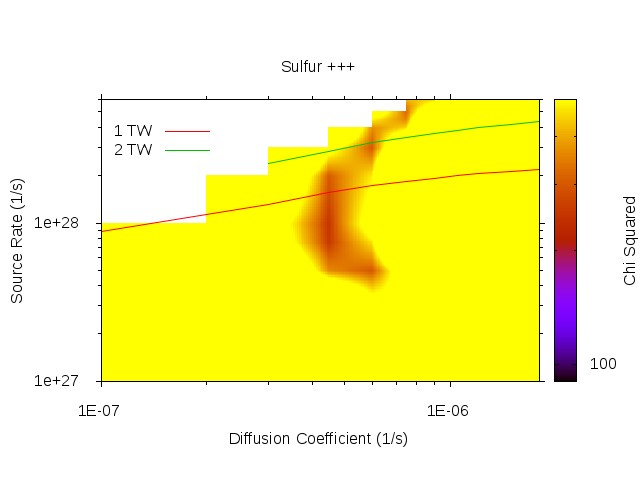 Sulfur +++
1 TW
2 TW
Source Rate (1/s)
1e+28
1e+27
1E-07
1E-06
Diffusion Coefficient (1/s)
100
Chi Squared